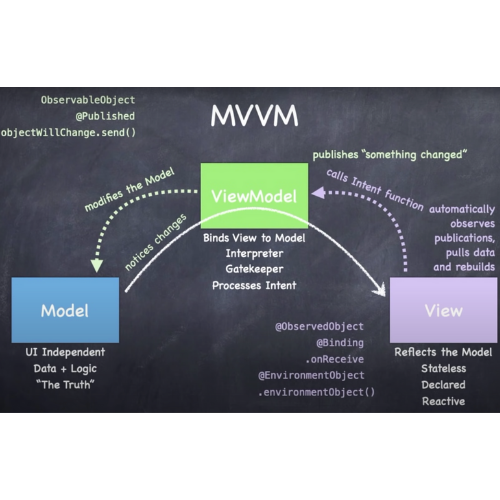 ObservableObject
@Published
objectWillChange.send()
MVVM
publishes “something changed”
ViewModel
modifies the Model
calls Intent function
notices changes
automatically
observes
publications,
pulls data
and rebuilds
Binds View to Model
Interpreter
Gatekeeper
Processes Intent
Model
View
UI Independent
Data + Logic
“The Truth”
@ObservedObject
@Binding
.onReceive
@EnvironmentObject
.environmentObject()
Reflects the Model
Stateless
Declared
Reactive